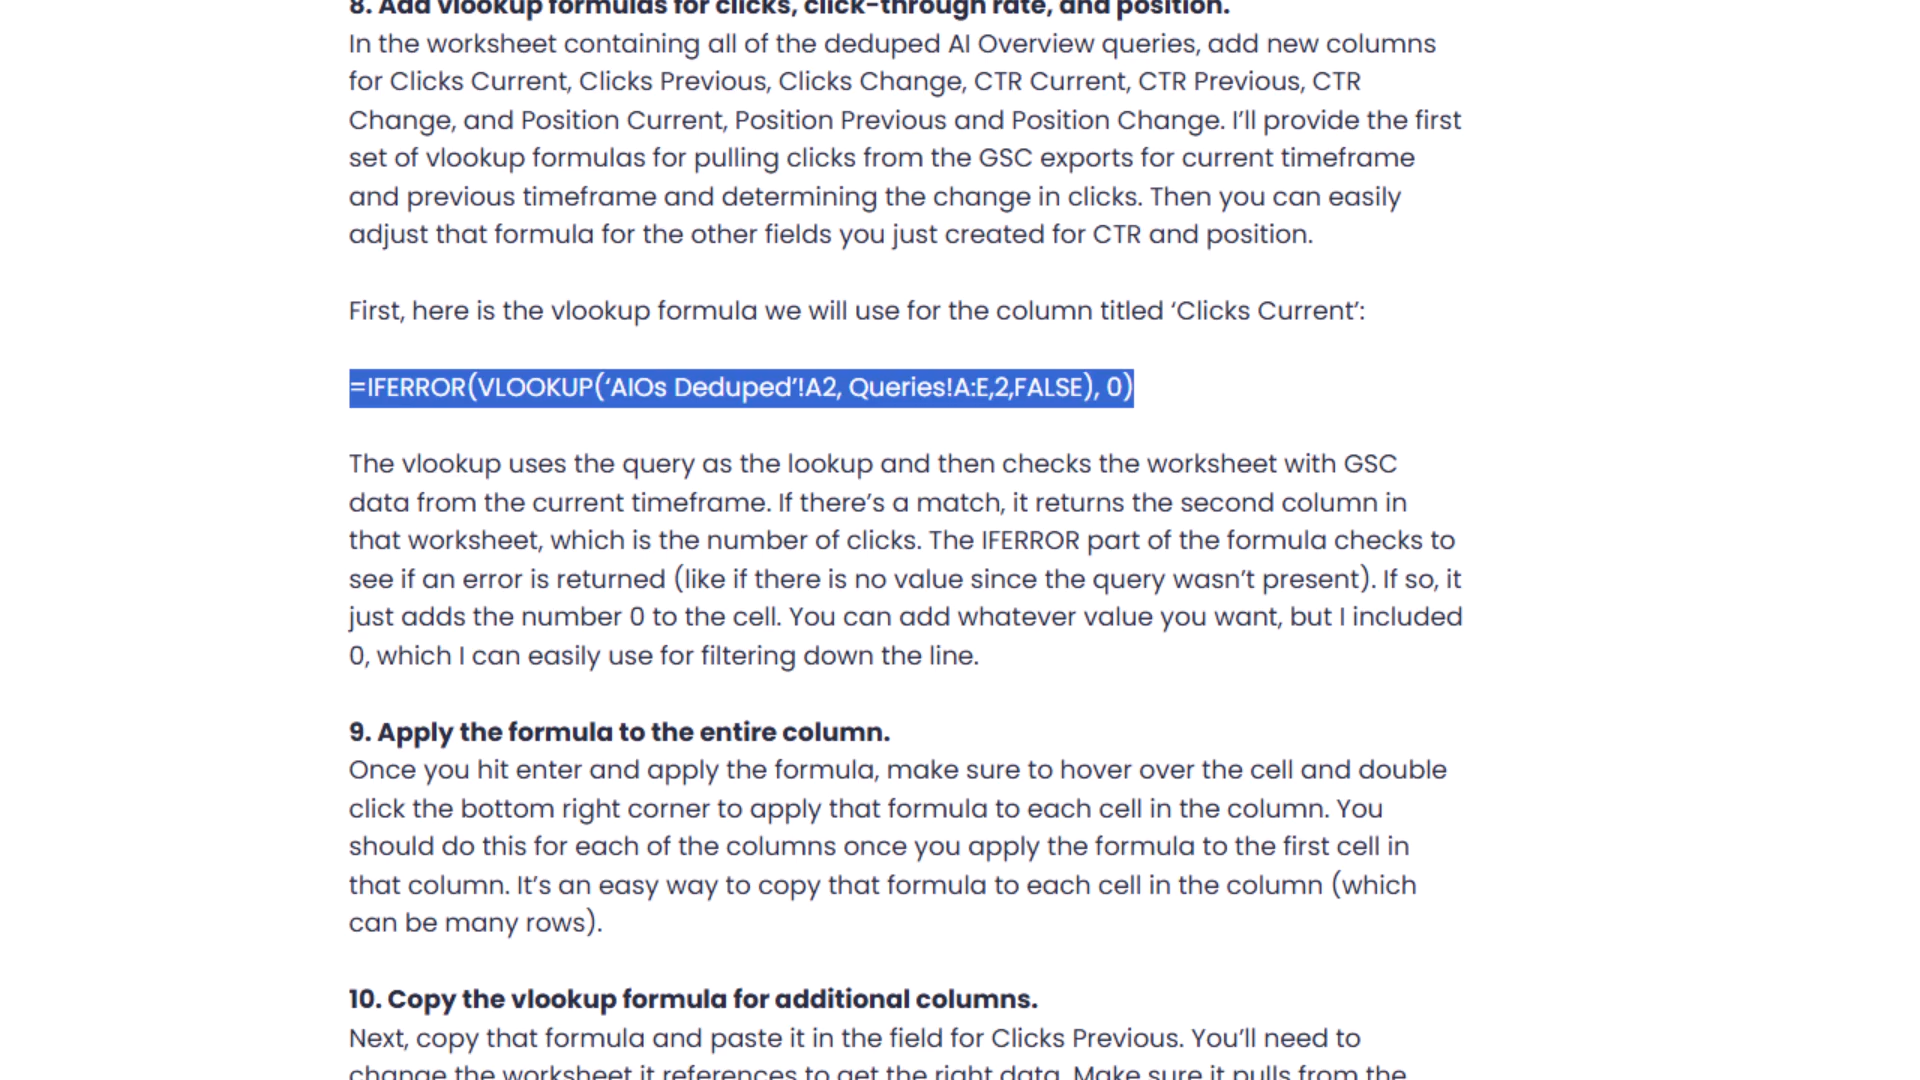 8. Add vlookup formulas for clicks, click-through rate, and position.
In the worksheet containing all of the deduped AI Overview queries, add new columns
for Clicks Current, Clicks Previous, Clicks Change, CTR Current, CTR Previous, CTR
Change, and Position Current, Position Previous and Position Change. I’ll provide the first
set of vlookup formulas for pulling clicks from the GSC exports for current timeframe
and previous timeframe and determining the change in clicks. Then you can easily
adjust that formula for the other fields you just created for CTR and position.
First, here is the vlookup formula we will use for the column titled ‘Clicks Current’:
=IFERROR(VLOOKUP(‘AIOs Deduped’!A2, Queries!A:E,2,FALSE), 0)
The vlookup uses the query as the lookup and then checks the worksheet with GSC
data from the current timeframe. If there’s a match, it returns the second column in
that worksheet, which is the number of clicks. The IFERROR part of the formula checks to
see if an error is returned (like if there is no value since the query wasn’t present). If so, it
just adds the number 0 to the cell. You can add whatever value you want, but I included
0, which I can easily use for filtering down the line.
9. Apply the formula to the entire column.
Once you hit enter and apply the formula, make sure to hover over the cell and double
click the bottom right corner to apply that formula to each cell in the column. You
should do this for each of the columns once you apply the formula to the first cell in
that column. It’s an easy way to copy that formula to each cell in the column (which
can be many rows).
10. Copy the vlookup formula for additional columns.
Next, copy that formula and paste it in the field for Clicks Previous. You’ll need to
change the worksheet it references to get the right data. Make sure it pulls from the